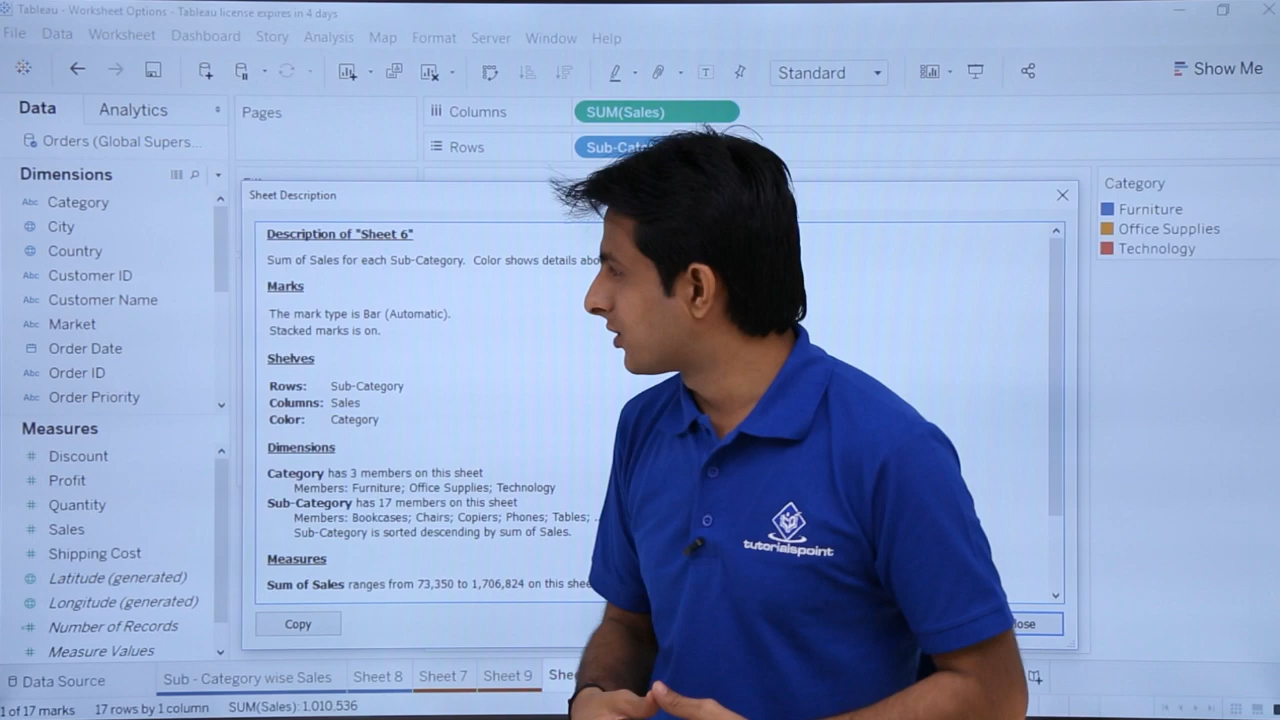 Tableau - Worksheet Options - Tableau license expires in 4 days
File Data Worksheet Dashboard Story Analysis Map Format Server Window Help
Standard
Show Me
Data
Analytics
Pages
Columns
SUM(Sales)
Orders (Global Supers...
Rows
Dimensions
Abc Category
City
Country
Abc Customer ID
Abc Customer Name
Abc Market
Order Date
Abc Order ID
Abc Order Priority
Measures
# Discount
# Profit
# Quantity
# Sales
# Shipping Cost
Latitude (generated)
Longitude (generated)
Number of Records
# Measure Values
Sheet Description
Description of "Sheet 6"
Sum of Sales for each Sub-Category. Color shows details
Marks
The mark type is Bar (Automatic).
Stacked marks is on.
Shelves
Rows: Sub-Category
Columns: Sales
Color: Category
Dimensions
Category has 3 members on this sheet
Members: Furniture; Office Supplies; Technology
Sub-Category has 17 members on this sheet
Members: Bookcases; Chairs; Copiers; Phones; Tables; ..
Sub-Category is sorted descending by sum of Sales.
Measures
Sum of Sales ranges from 73,350 to 1,706,824 on this
Copy
Category
Furniture
Office Supplies
Technology
tutorialspoint
Data Source
Sub - Category wise Sales
Sheet 8
Sheet 7
Sheet 9
1 of 17 marks 17 rows by 1 column SUM(Sales): 1,010,536